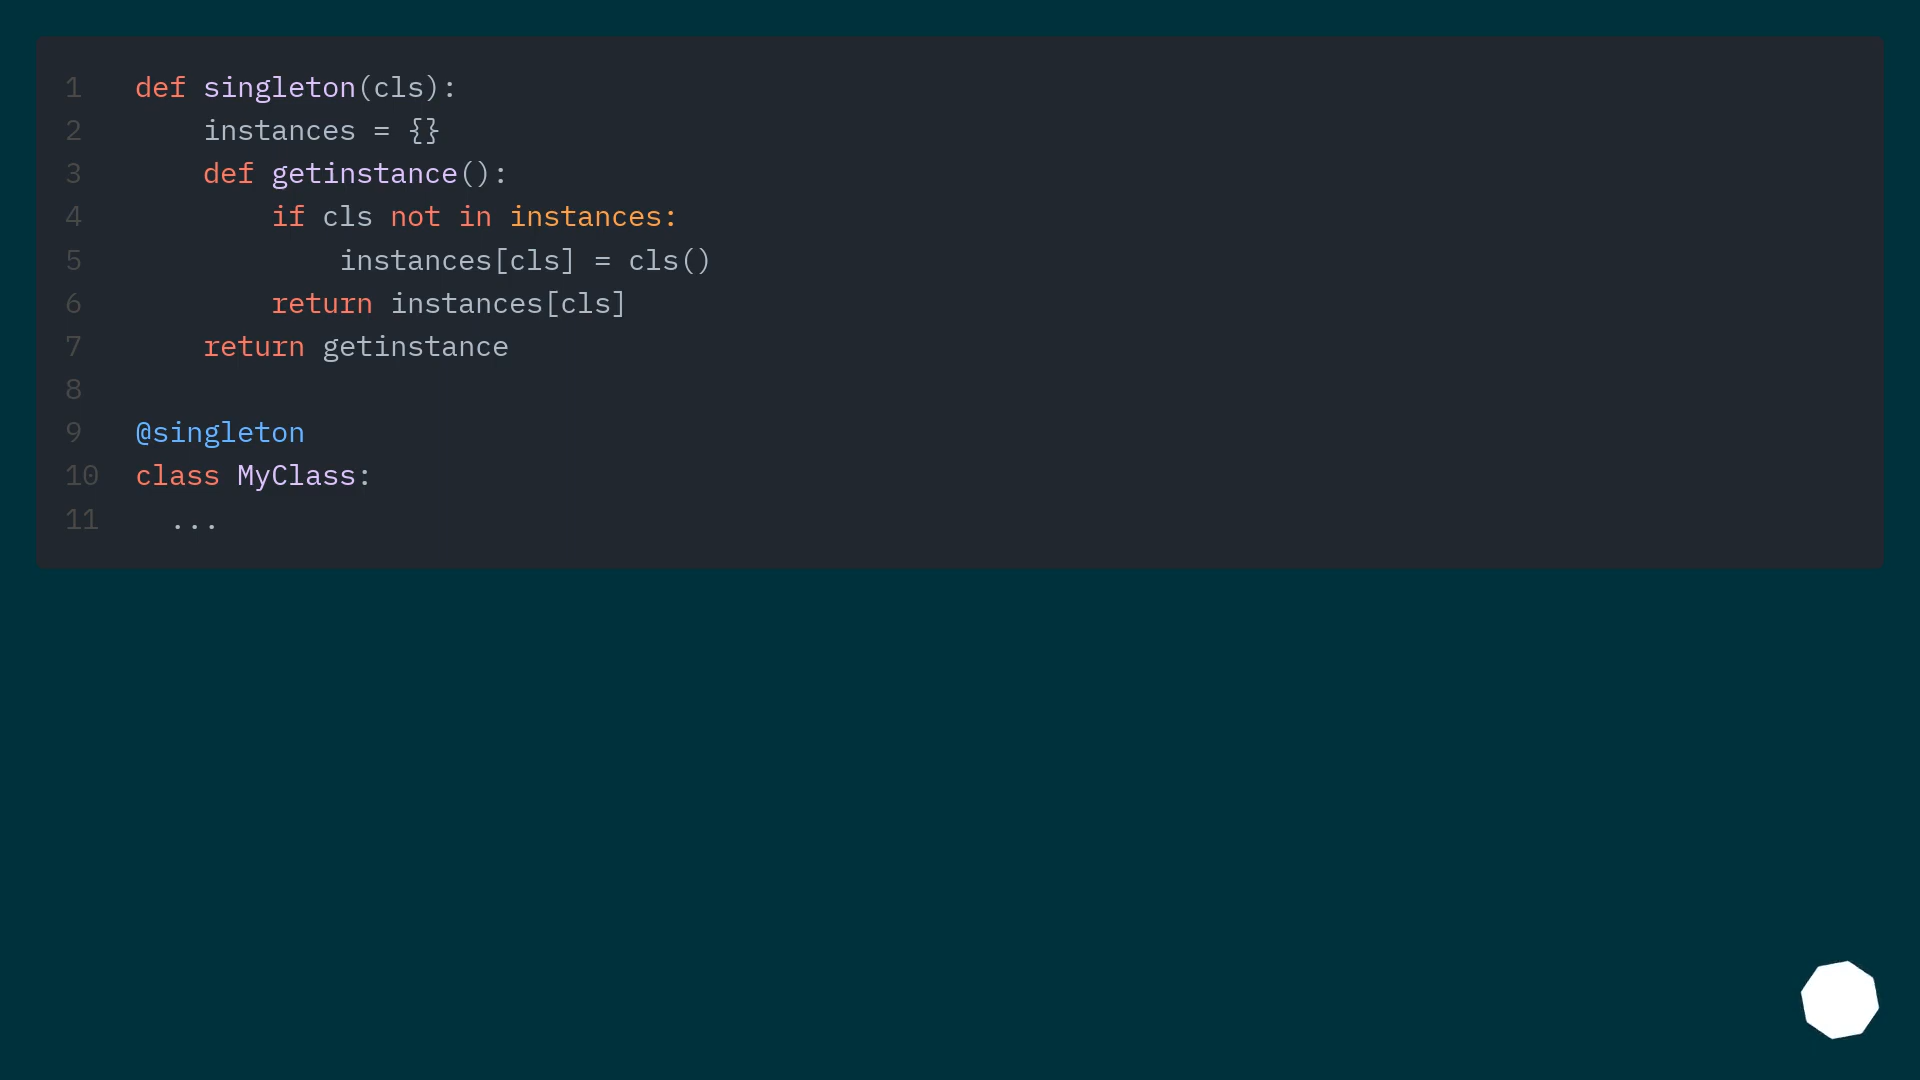 1 def singleton(cls):
2     instances = {}
3     def getinstance():
4         if cls not in instances:
5             instances[cls] = cls()
6         return instances[cls]
7     return getinstance
8
9 @singleton
10 class MyClass:
11   ...